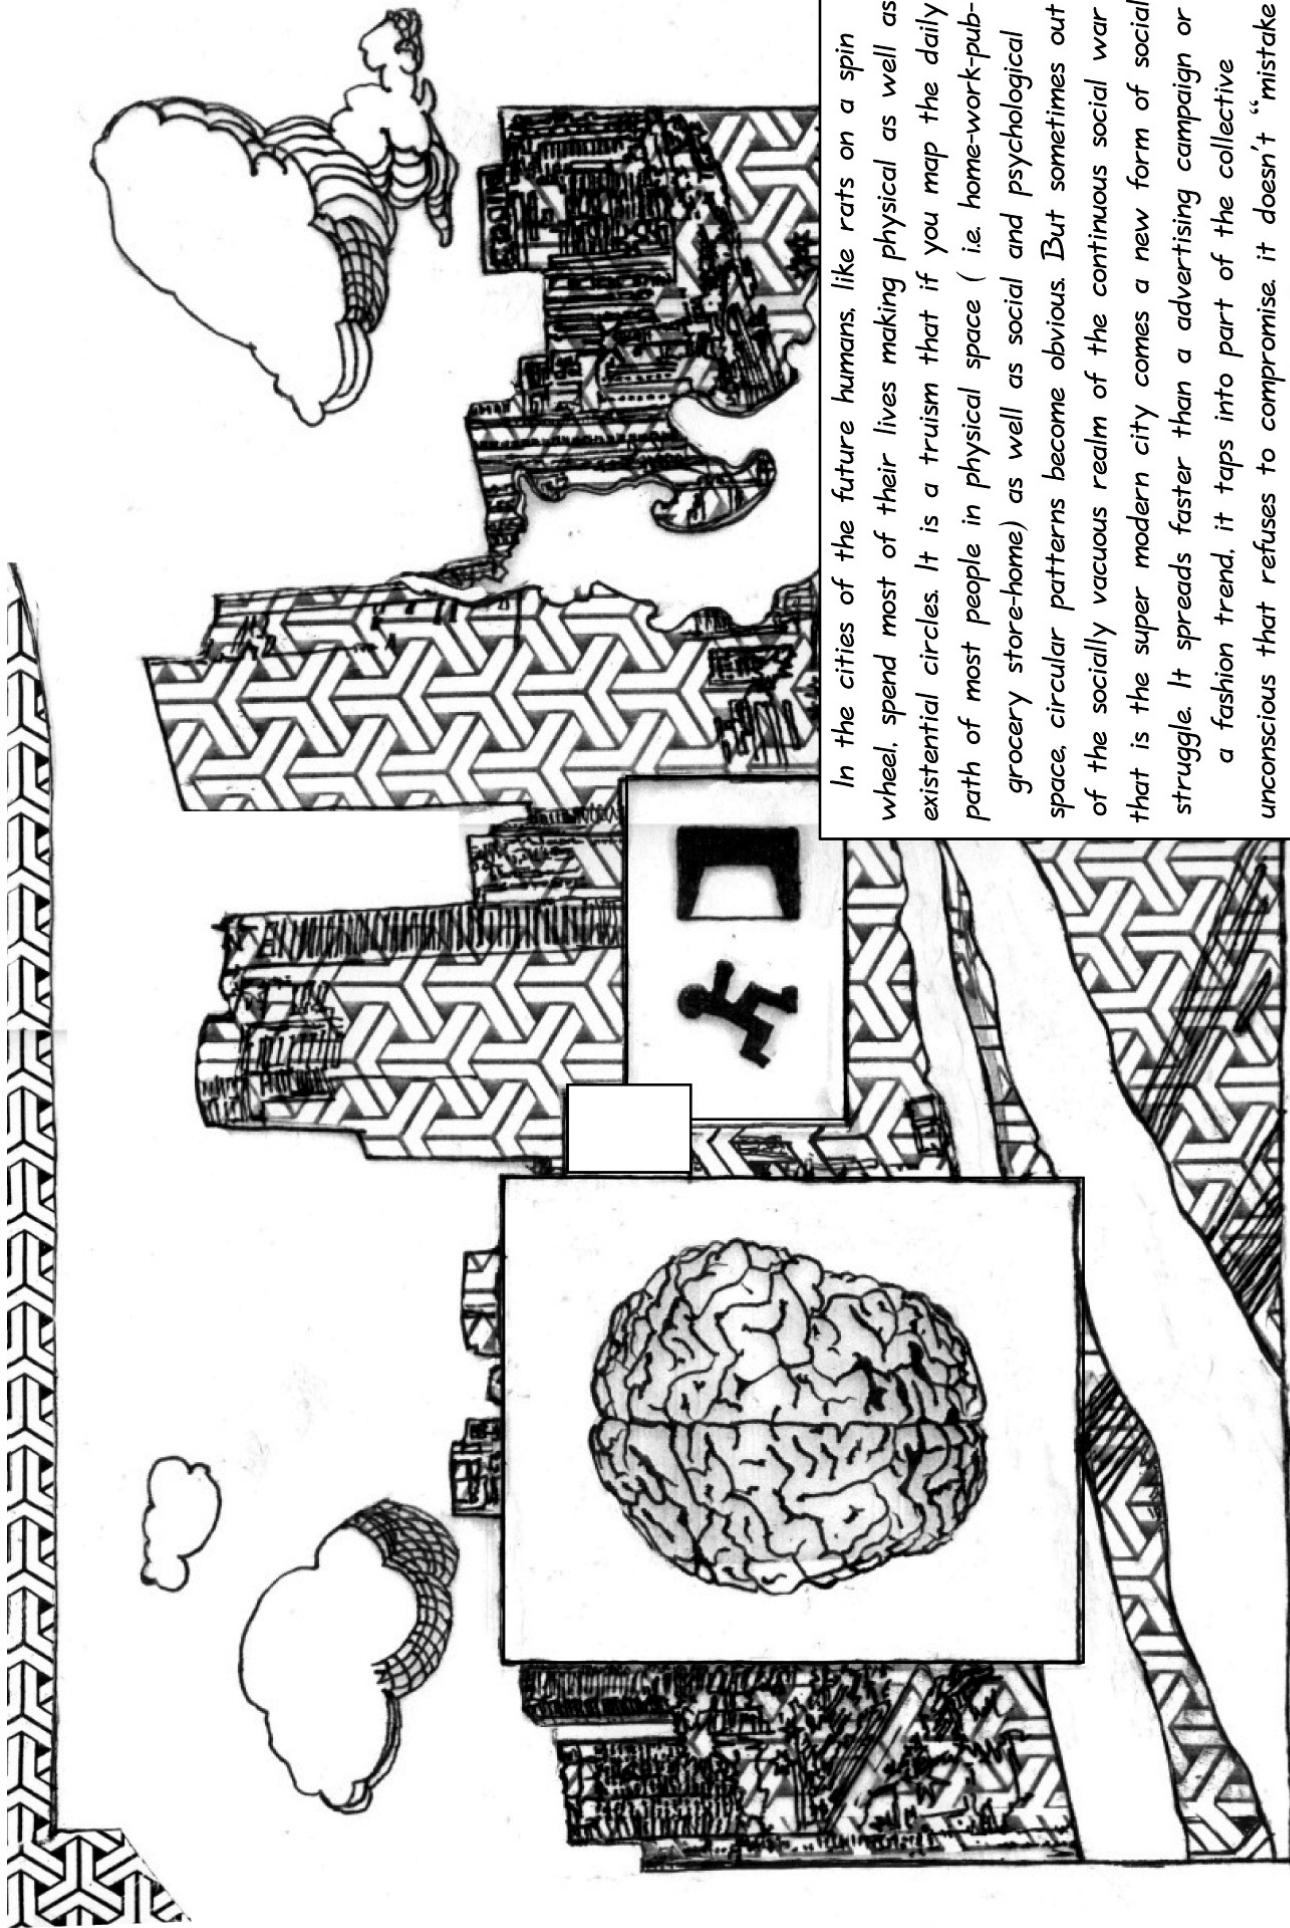 In the cities of the future humans, like rats on a spin
wheel, spend most of their lives making physical as well as
existential circles. It is a truism that if you map the daily
path of most people in physical space ( i.e. home-work-pub-
grocery store-home) as well as social and psychological
space, circular patterns become obvious. But sometimes out
of the socially vacuous realm of the continuous social war
that is the super modern city comes a new form of social
struggle. It spreads faster than a advertising campaign or
a fashion trend, it taps into part of the collective
unconscious that refuses to compromise, it doesn't “mistake